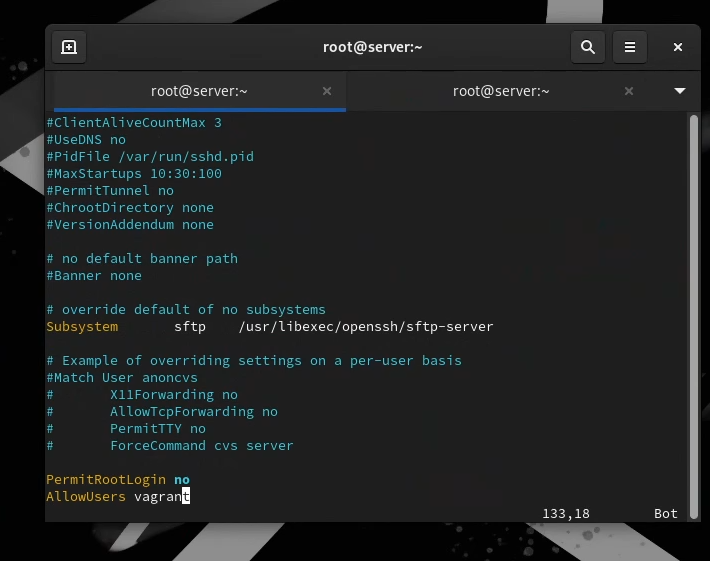 root@server:~
root@server:~
root@server:~
#ClientAliveCountMax 3
#UseDNS no
#PidFile /var/run/sshd.pid
#MaxStartups 10:30:100
#PermitTunnel no
#ChrootDirectory none
#VersionAddendum none
# no default banner path
#Banner none
# override default of no subsystems
Subsystem       sftp    /usr/libexec/openssh/sftp-server
# Example of overriding settings on a per-user basis
#Match User anoncvs
#       X11Forwarding no
#       AllowTcpForwarding no
#       PermitTTY no
#       ForceCommand cvs server
PermitRootLogin no
AllowUsers vagrant
133,18        Bot